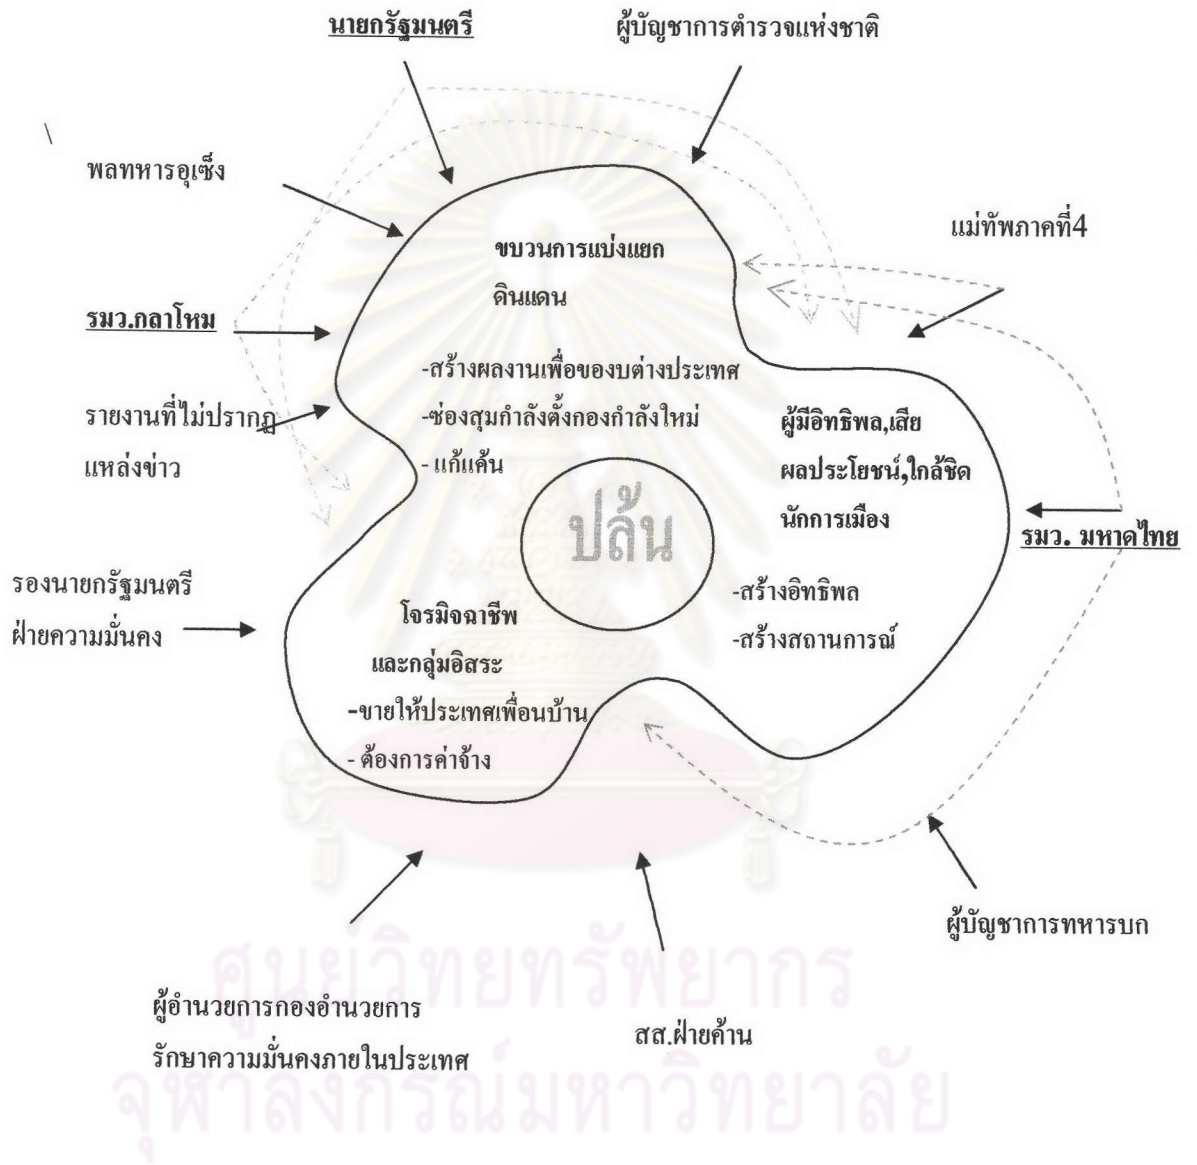 นายกรัฐมนตรี
ผู้บัญชาการตำรวจแห่งชาติ
พลทหารอุเซ็ง
แม่ทัพภาคที่4
ขบวนการแบ่งแยก
ดินแดน
รมว.กลาโหม
-สร้างผลงานเพื่อของบต่างประเทศ
-ซ่องสุมกำลังตั้งกองกำลังใหม่
- แก้แค้น
รายงานที่ไม่ปรากฏ
แหล่งข่าว
ผู้มีอิทธิพล,เสีย
ผลประโยชน์,ใกล้ชิด
นักการเมือง
ปล้น
รมว. มหาดไทย
-สร้างอิทธิพล
-สร้างสถานการณ์
รองนายกรัฐมนตรี
ฝ่ายความมั่นคง
โจรมิจฉาชีพ
และกลุ่มอิสระ
-ขายให้ประเทศเพื่อนบ้าน
- ต้องการค่าจ้าง
ผู้บัญชาการทหารบก
ผู้อำนวยการกองอำนวยการ
รักษาความมั่นคงภายในประเทศ
สส.ฝ่ายค้าน
ศูนย์วิทยทรัพยากร
จุฬาลงกรณ์มหาวิทยาลัย